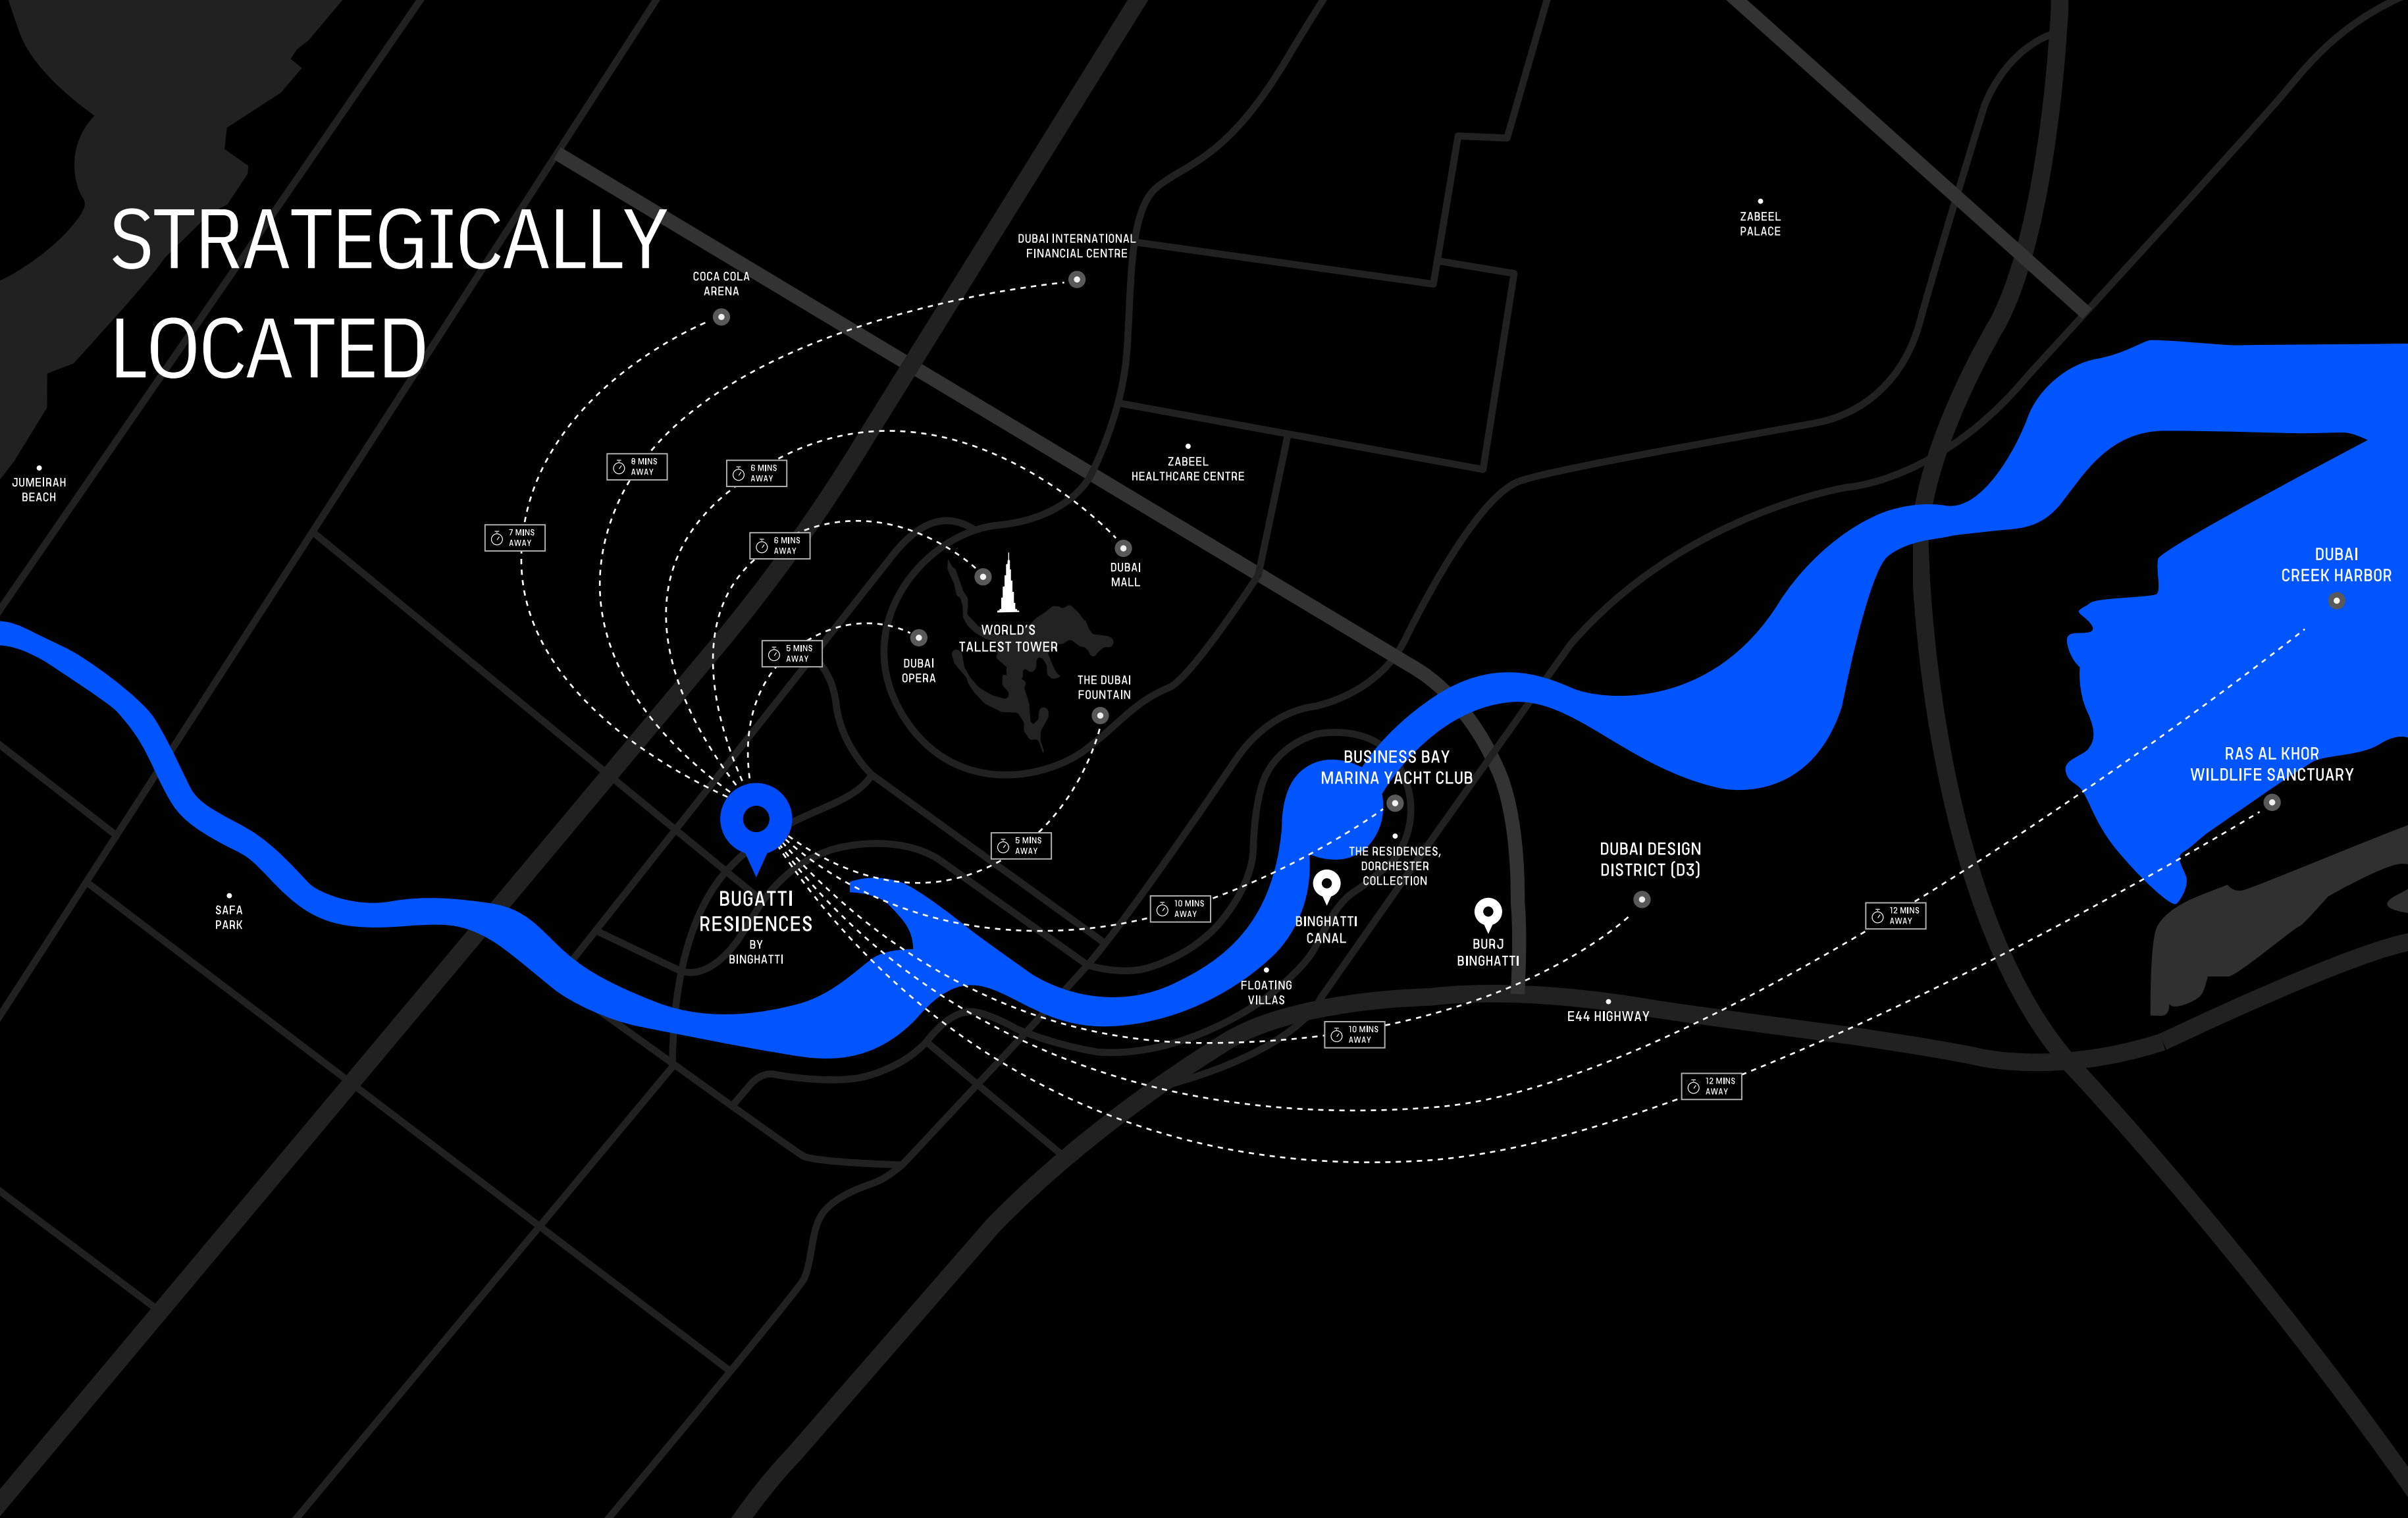 STRATEGICALLY
LOCATED
ZABEEL
PALACE
DUBAI INTERNATIONAL
FINANCIAL CENTRE
COCA COLA
ARENA
8 MINS
AWAY
6 MINS
AWAY
ZABEEL
HEALTHCARE CENTRE
JUMEIRAH
BEACH
7 MINS
AWAY
6 MINS
AWAY
DUBAI
MALL
DUBAI
CREEK HARBOR
WORLD'S
TALLEST TOWER
5 MINS
AWAY
DUBAI
OPERA
THE DUBAI
FOUNTAIN
BUSINESS BAY
MARINA YACHT CLUB
RAS AL KHOR
WILDLIFE SANCTUARY
5 MINS
AWAY
THE RESIDENCES,
DORCHESTER
COLLECTION
DUBAI DESIGN
DISTRICT (D3)
BUGATTI
RESIDENCES
BY
BINGHATTI
SAFA
PARK
10 MINS
AWAY
BINGHATTI
CANAL
BURJ
BINGHATTI
12 MINS
AWAY
FLOATING
VILLAS
E44 HIGHWAY
10 MINS
AWAY
12 MINS
AWAY